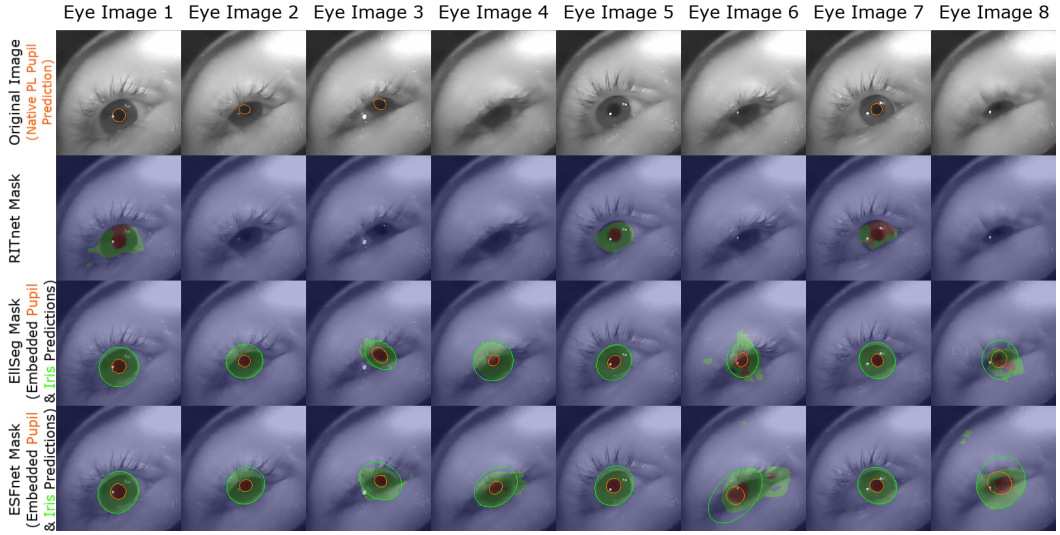 Eye Image 1 Eye Image 2 Eye Image 3 Eye Image 4 Eye Image 5 Eye Image 6 Eye Image 7 Eye Image 8
Original Image
(Native PL Pupil
Prediction)
RITnet Mask
EllSeg Mask
(Embedded Pupil
& Iris Predictions)
ESFnet Mask
(Embedded Pupil
& Iris Predictions)